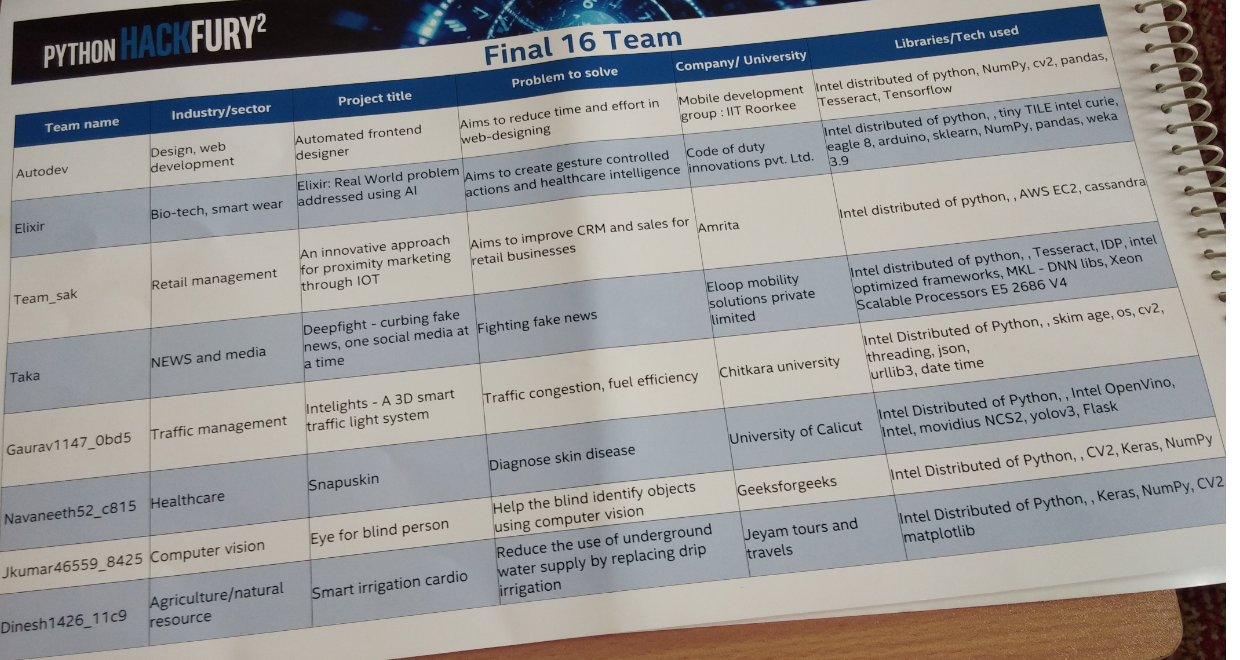 PYTHON HACKFURY²
Final 16 Team
Team name
Industry/sector
Project title
Problem to solve
Company/ University
Libraries/Tech used
Autodev
Design, web
development
Automated frontend
designer
Aims to reduce time and effort in
web-designing
Mobile development
group : IIT Roorkee
Intel distributed of python, NumPy, cv2, pandas,
Tesseract, Tensorflow
Elixir
Bio-tech, smart wear
Elixir: Real World problem
addressed using AI
Aims to create gesture controlled
actions and healthcare intelligence
Code of duty
innovations pvt. Ltd.
Intel distributed of python, , tiny TILE intel curie,
eagle 8, arduino, sklearn, NumPy, pandas, weka
3.9
Team_sak
Retail management
An innovative approach
for proximity marketing
through IOT
Aims to improve CRM and sales for
retail businesses
Amrita
Intel distributed of python, , AWS EC2, cassandra
Taka
NEWS and media
Deepfight - curbing fake
news, one social media at
a time
Fighting fake news
Eloop mobility
solutions private
limited
Intel distributed of python, , Tesseract, IDP, intel
optimized frameworks, MKL - DNN libs, Xeon
Scalable Processors E5 2686 V4
Gaurav1147_0bd5
Traffic management
Intelights - A 3D smart
traffic light system
Traffic congestion, fuel efficiency
Chitkara university
Intel Distributed of Python, , skim age, os, cv2,
threading, json,
urllib3, date time
Navaneeth52_c815
Healthcare
Snapuskin
Diagnose skin disease
University of Calicut
Intel Distributed of Python, , Intel OpenVino,
Intel, movidius NCS2, yolov3, Flask
Jkumar46559_8425
Computer vision
Eye for blind person
Help the blind identify objects
using computer vision
Geeksforgeeks
Intel Distributed of Python, , CV2, Keras, NumPy
Dinesh1426_11c9
Agriculture/natural
resource
Smart irrigation cardio
Reduce the use of underground
water supply by replacing drip
irrigation
Jeyam tours and
travels
Intel Distributed of Python, , Keras, NumPy, CV2
matplotlib